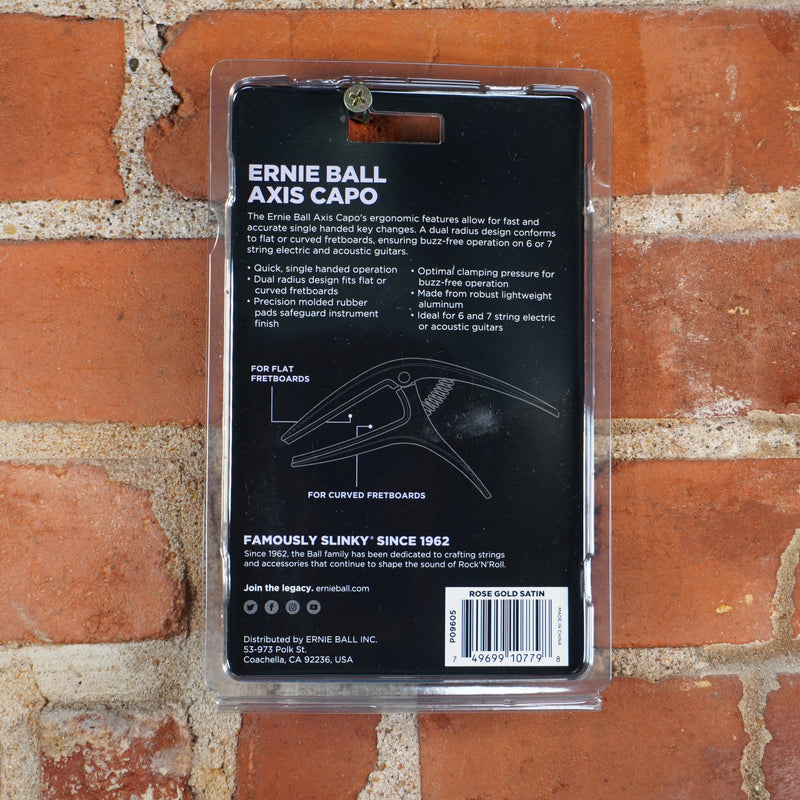 ERNIE BALL
AXIS CAPO
The Ernie Ball Axis Capo's ergonomic features allow for fast and
accurate single handed key changes. A dual radius design conforms
to flat or curved fretboards, ensuring buzz-free operation on 6 or 7
string electric and acoustic guitars.
• Quick, single handed operation
• Dual radius design fits flat or
curved fretboards
• Precision molded rubber
pads safeguard instrument
finish
• Optimal clamping pressure for
buzz-free operation
• Made from robust lightweight
aluminum
• Ideal for 6 and 7 string electric
or acoustic guitars
FOR FLAT
FRETBOARDS
FOR CURVED FRETBOARDS
FAMOUSLY SLINKY® SINCE 1962
Since 1962, the Ball family has been dedicated to crafting strings
and accessories that continue to shape the sound of Rock'N'Roll.
Join the legacy. ernieball.com
Distributed by ERNIE BALL INC.
53-973 Polk St.
Coachella, CA 92236, USA
ROSE GOLD SATIN
P09605
MADE IN CHINA
7 49699 10779 8